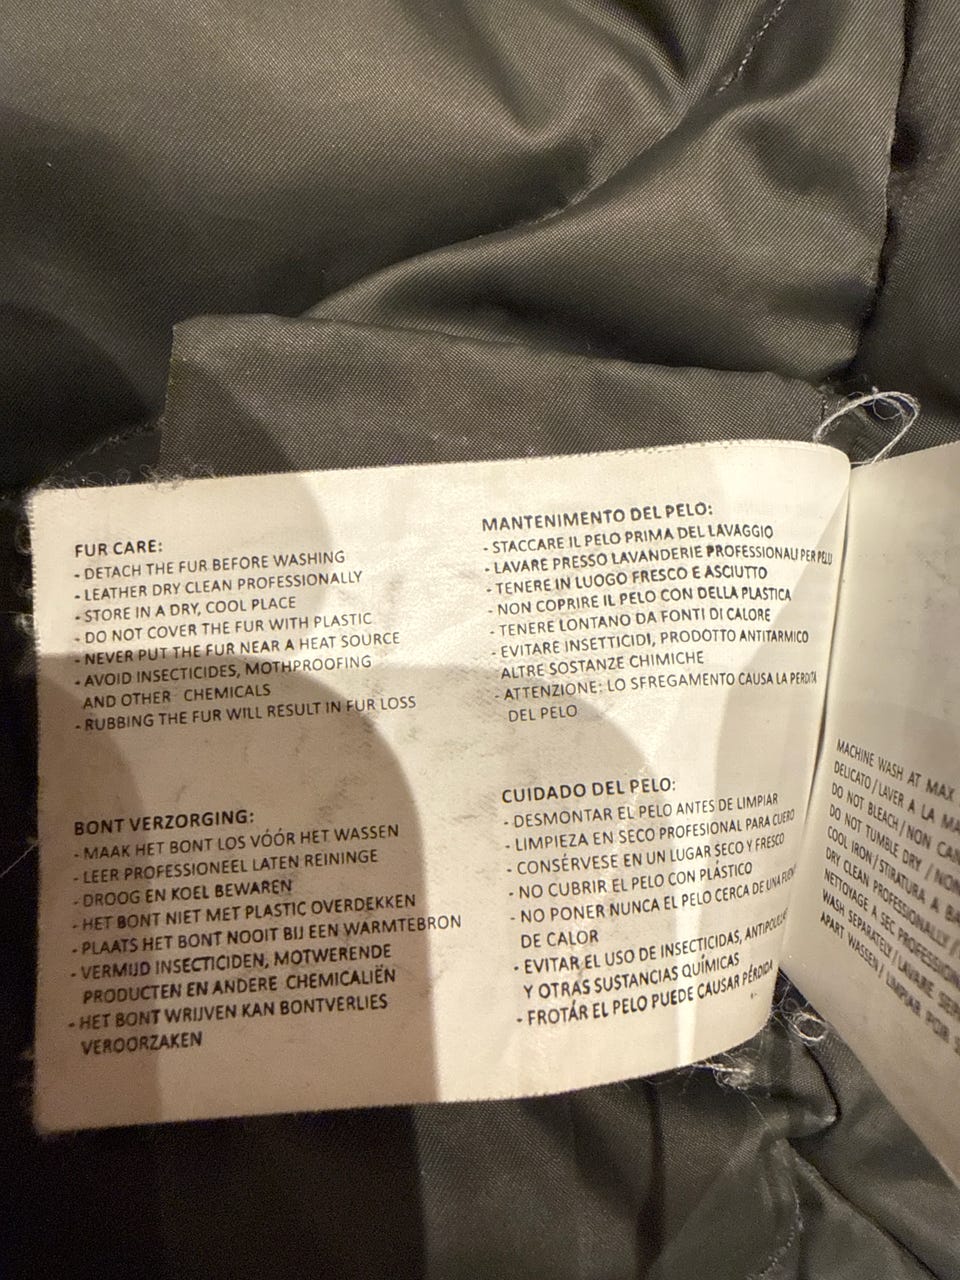 FUR CARE:
- DETACH THE FUR BEFORE WASHING
- LEATHER DRY CLEAN PROFESSIONALLY
- STORE IN A DRY, COOL PLACE
- DO NOT COVER THE FUR WITH PLASTIC
- NEVER PUT THE FUR NEAR A HEAT SOURCE
- AVOID INSECTICIDES, MOTHPROOFING
AND OTHER CHEMICALS
- RUBBING THE FUR WILL RESULT IN FUR LOSS
MANTENIMENTO DEL PELO:
- STACCARE IL PELO PRIMA DEL LAVAGGIO
- LAVARE PRESSO LAVANDERIE PROFESSIONALI PER PELLI
- TENERE IN LUOGO FRESCO E ASCIUTTO
- NON COPRIRE IL PELO CON DELLA PLASTICA
- TENERE LONTANO DA FONTI DI CALORE
- EVITARE INSETTICIDI, PRODOTTO ANTITARMICO
ALTRE SOSTANZE CHIMICHE
- ATTENZIONE: LO SFREGAMENTO CAUSA LA PERDITA
DEL PELO
BONT VERZORGING:
- MAAK HET BONT LOS VÓÓR HET WASSEN
- LEER PROFESSIONEEL LATEN REININGE
- DROOG EN KOEL BEWAREN
- HET BONT NIET MET PLASTIC OVERDEKKEN
- PLAATS HET BONT NOOIT BIJ EEN WARMTEBRON
- VERMIJD INSECTICIDEN, MOTWERENDE
PRODUCTEN EN ANDERE CHEMICALIËN
- HET BONT WRIJVEN KAN BONTVERLIES
VEROORZAKEN
CUIDADO DEL PELO:
- DESMONTAR EL PELO ANTES DE LIMPIAR
- LIMPIEZA EN SECO PROFESIONAL PARA CUERO
- CONSÉRVESE EN UN LUGAR SECO Y FRESCO
- NO CUBRIR EL PELO CON PLÁSTICO
- NO PONER NUNCA EL PELO CERCA DE UNA
DE CALOR
- EVITAR EL USO DE INSECTICIDAS,
Y OTRAS SUSTANCIAS QUÍMICAS
- FROTÁR EL PELO PUEDE CAUSAR PÉRDIDA
MACHINE WASH AT MAX
DELICATO / LAVER A LA
DO NOT BLEACH / NON
DO NOT TUMBLE DRY /
COOL IRON / STIRATURA A
DRY CLEAN PROFESSIONALLY /
NETTOYAGE A SEC
WASH SEPARATELY / LAVARE
APART WASSEN / LIMPIAR POR